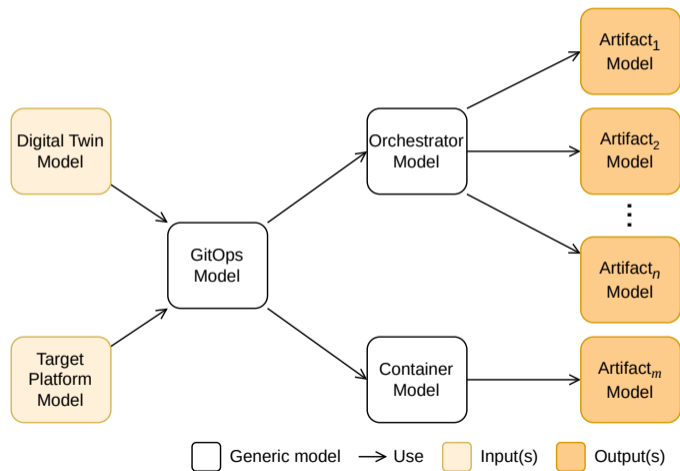 Artifact1
Model
Digital Twin
Model
Orchestrator
Model
Artifact2
Model
GitOps
Model
Artifactn
Model
Target
Platform
Model
Container
Model
Artifactm
Model
Generic model
Use
Input(s)
Output(s)